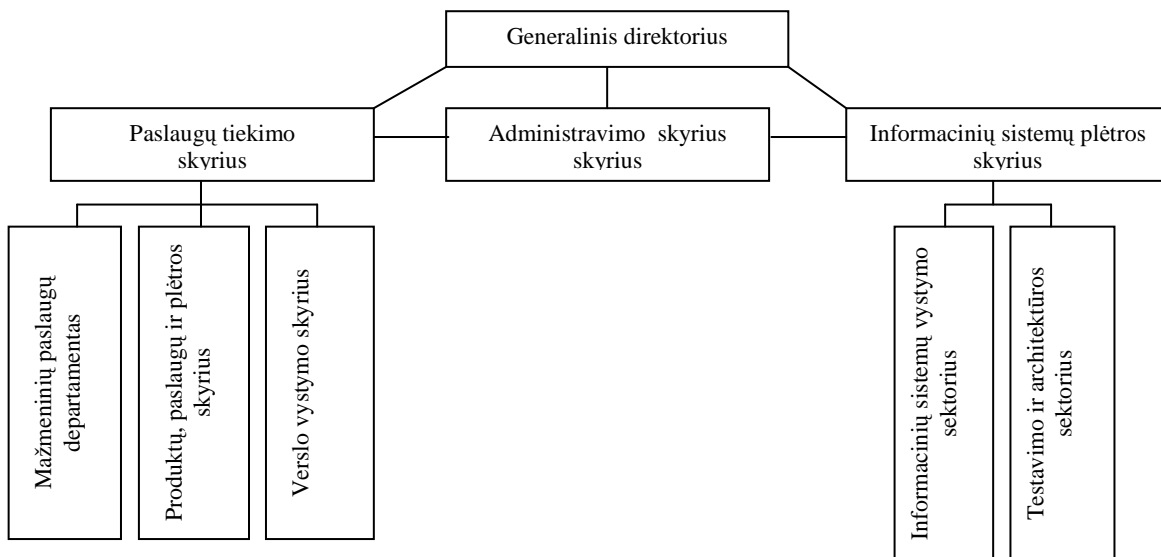 Generalinis direktorius
Paslaugų tiekimo
skyrius
Administravimo skyrius
skyrius
Informacinių sistemų plėtros
skyrius
Mažmeninių paslaugų
departamentas
Produktų, paslaugų ir plėtros
skyrius
Verslo vystymo skyrius
Informacinių sistemų vystymo
sektorius
Testavimo ir architektūros
sektorius